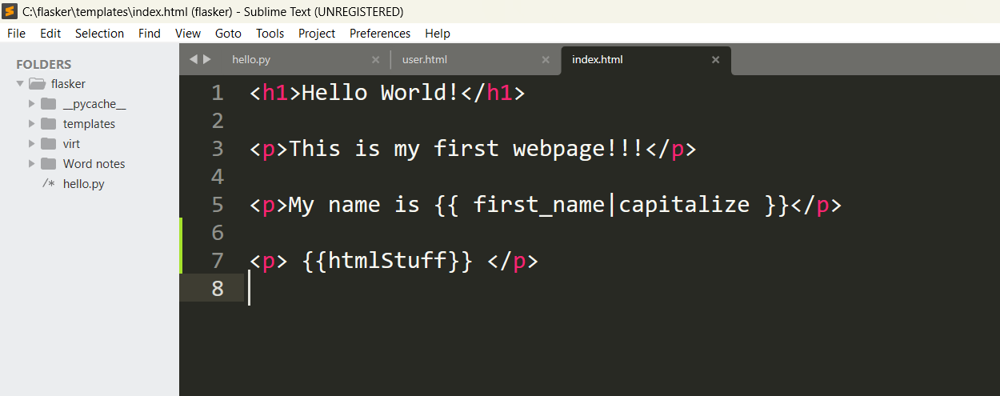 C:\flasker\templates\index.html (flasker) - Sublime Text (UNREGISTERED)
File Edit Selection Find View Goto Tools Project Preferences Help
FOLDERS
flasker
__pycache__
templates
virt
Word notes
/* hello.py
hello.py × user.html × index.html ×
1 <h1>Hello World!</h1>
2
3 <p>This is my first webpage!!!</p>
4
5 <p>My name is {{ first_name|capitalize }}</p>
6
7 <p> {{htmlStuff}} </p>
8